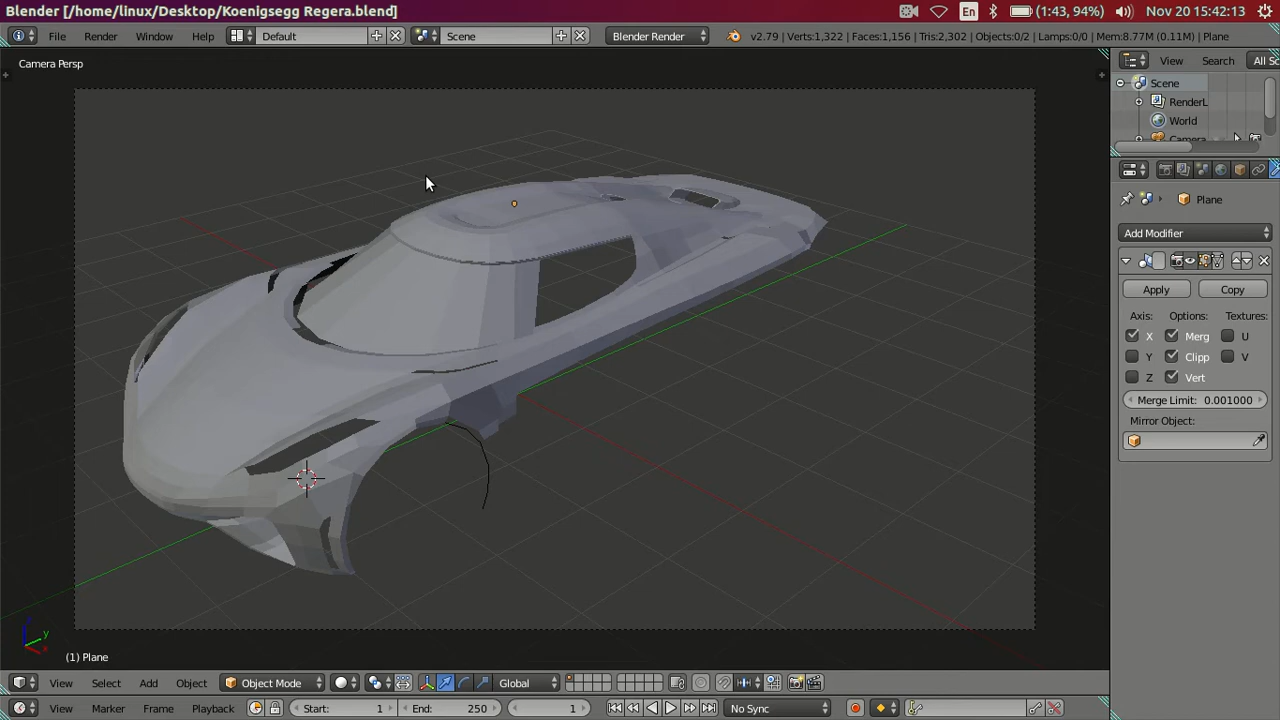 Blender [/home/linux/Desktop/Koenigsegg Regera.blend] En (1:43, 94%) Nov 20 15:42:13
File Render Window Help Default Scene Blender Render v2.79 | Verts:1,322 | Faces:1,156 | Tris:2,302 | Objects:0/2 | Lamps:0/0 | Mem:8.77M (0.11M) | Plane
Camera Persp
View Search All Sc
Scene
RenderL
World
Camera
Plane
Add Modifier
Apply Copy
Axis: Options: Textures:
X Merg U
Y Clipp V
Z Vert
Merge Limit: 0.001000
Mirror Object:
z y x
(1) Plane
View Select Add Object Object Mode Global
View Marker Frame Playback Start: 1 End: 250 1 No Sync